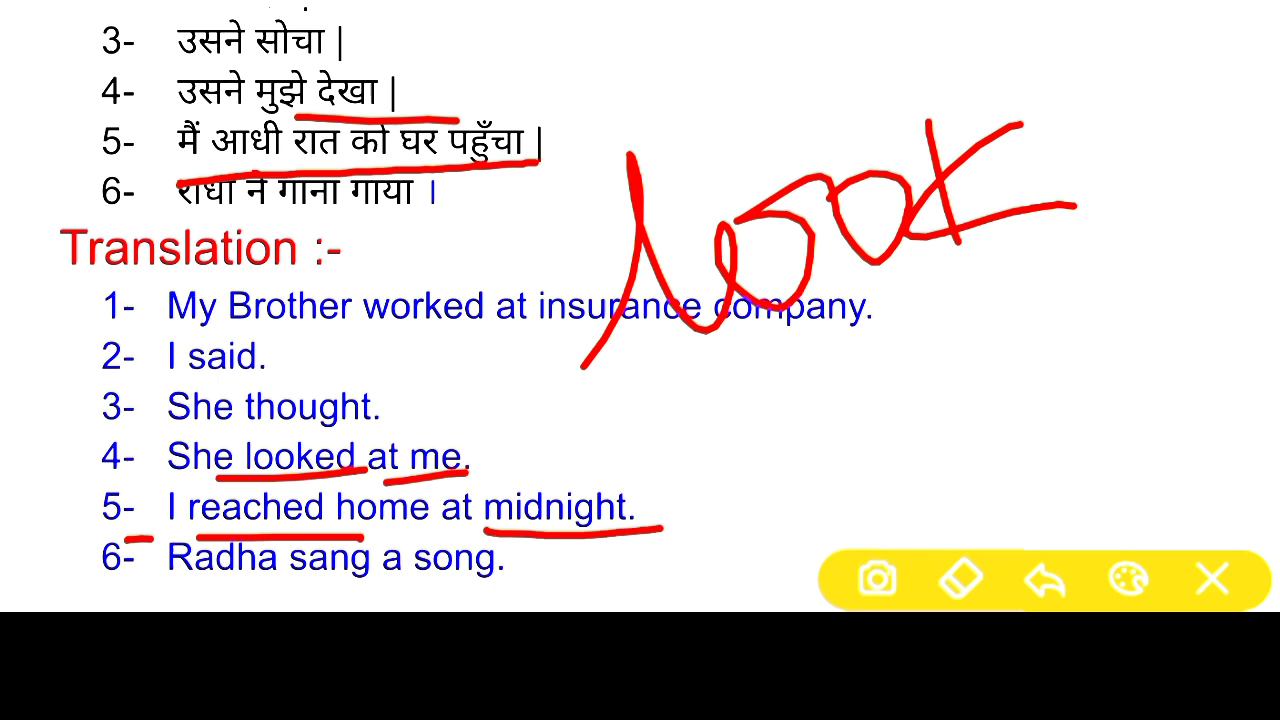 3- उसने सोचा |
4- उसने मुझे देखा |
5- मैं आधी रात को घर पहुँचा |
6- राधा ने गाना गाया ।
look
Translation :-
1- My Brother worked at insurance company.
2- I said.
3- She thought.
4- She looked at me.
5- I reached home at midnight.
6- Radha sang a song.